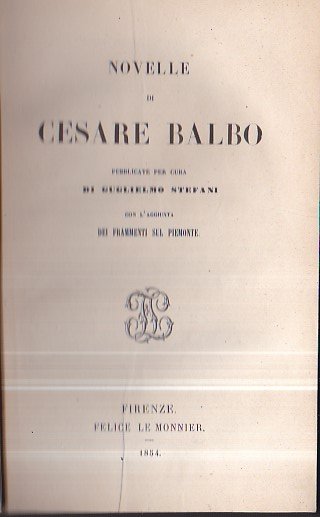 NOVELLE
DI
CESARE BALBO
PUBBLICATE PER CURA
DI GUGLIELMO STEFANI
CON L'AGGIUNTA
DEI FRAMMENTI SUL PIEMONTE.
FIRENZE.
FELICE LE MONNIER.
1854.